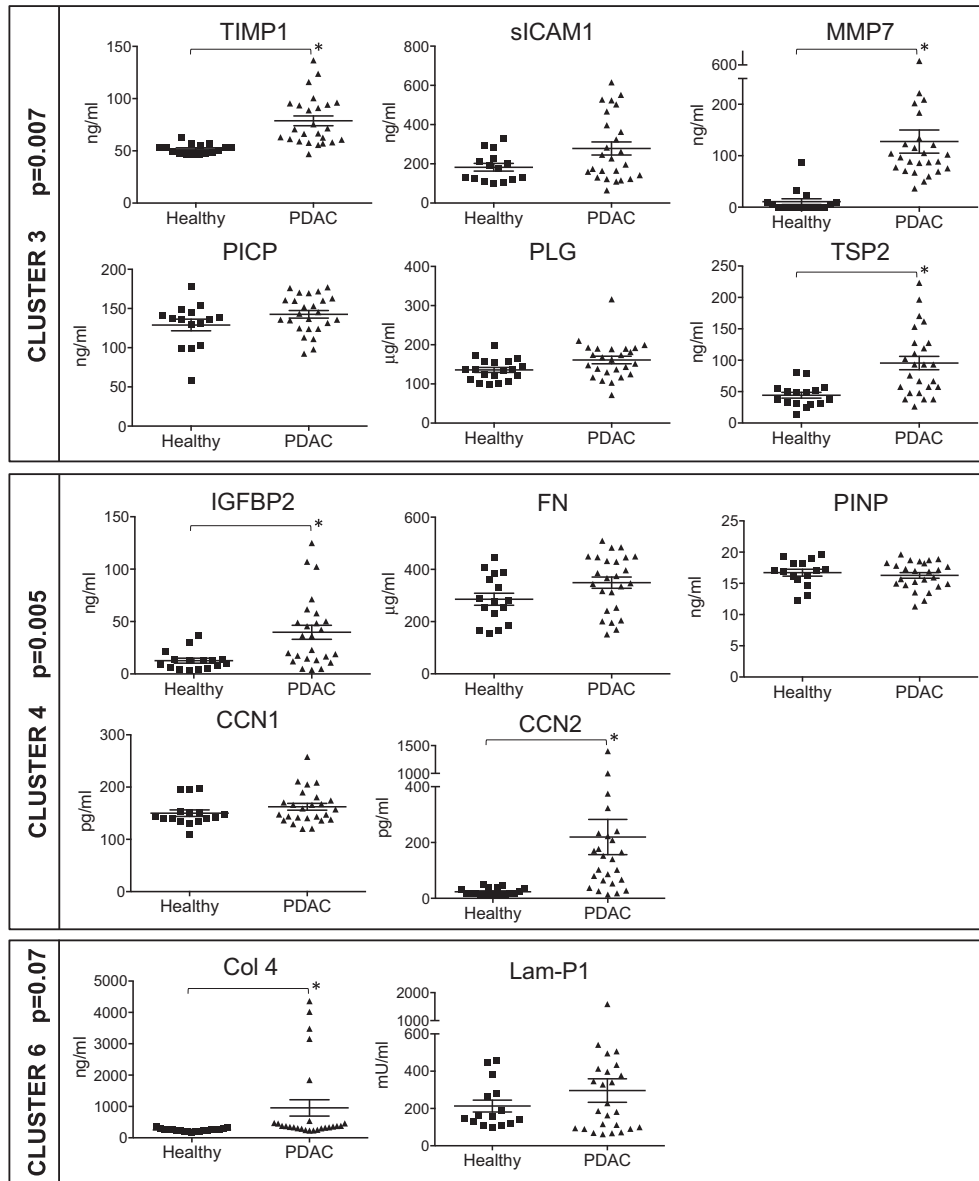 CLUSTER 3 p=0.007
TIMP1
ng/ml
150
100
50
0
*
Healthy PDAC
sICAM1
ng/ml
800
600
400
200
0
Healthy PDAC
MMP7
ng/ml
600
200
100
0
*
Healthy PDAC
PICP
ng/ml
200
150
100
50
0
Healthy PDAC
PLG
µg/ml
400
300
200
100
0
Healthy PDAC
TSP2
ng/ml
250
200
150
100
50
0
*
Healthy PDAC
CLUSTER 4 p=0.005
IGFBP2
ng/ml
150
100
50
0
*
Healthy PDAC
FN
µg/ml
600
400
200
0
Healthy PDAC
PINP
ng/ml
25
20
15
10
5
0
Healthy PDAC
CCN1
pg/ml
300
200
100
0
Healthy PDAC
CCN2
pg/ml
1500
1000
400
200
0
*
Healthy PDAC
CLUSTER 6 p=0.07
Col 4
ng/ml
5000
4000
3000
2000
1000
0
*
Healthy PDAC
Lam-P1
mU/ml
2000
1000
600
400
200
0
Healthy PDAC